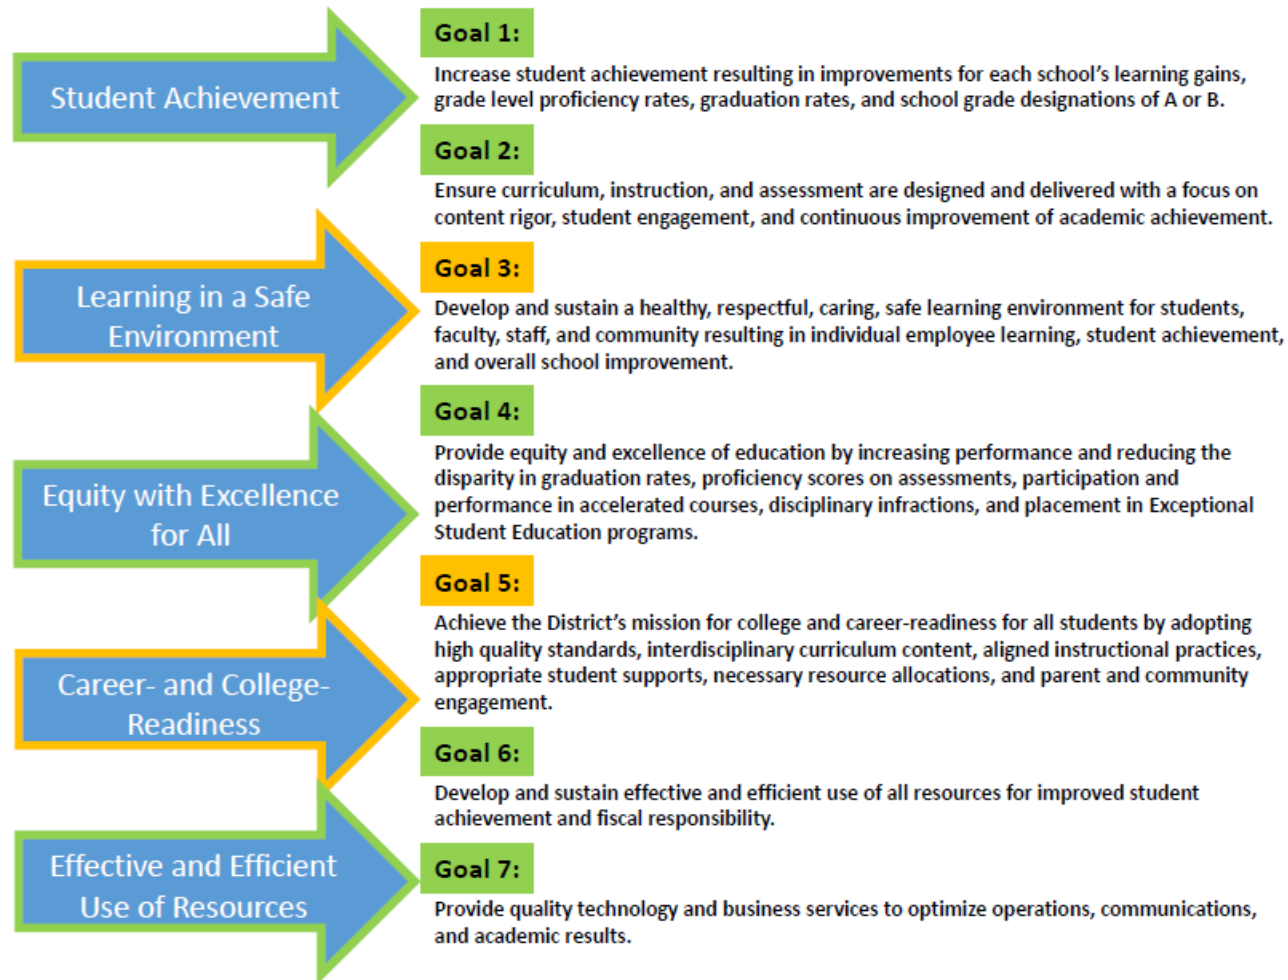 Student Achievement
Goal 1:
Increase student achievement resulting in improvements for each school’s learning gains,
grade level proficiency rates, graduation rates, and school grade designations of A or B.
Goal 2:
Ensure curriculum, instruction, and assessment are designed and delivered with a focus on
content rigor, student engagement, and continuous improvement of academic achievement.
Learning in a Safe
Environment
Goal 3:
Develop and sustain a healthy, respectful, caring, safe learning environment for students,
faculty, staff, and community resulting in individual employee learning, student achievement,
and overall school improvement.
Equity with Excellence
for All
Goal 4:
Provide equity and excellence of education by increasing performance and reducing the
disparity in graduation rates, proficiency scores on assessments, participation and
performance in accelerated courses, disciplinary infractions, and placement in Exceptional
Student Education programs.
Career- and College-
Readiness
Goal 5:
Achieve the District’s mission for college and career-readiness for all students by adopting
high quality standards, interdisciplinary curriculum content, aligned instructional practices,
appropriate student supports, necessary resource allocations, and parent and community
engagement.
Effective and Efficient
Use of Resources
Goal 6:
Develop and sustain effective and efficient use of all resources for improved student
achievement and fiscal responsibility.
Goal 7:
Provide quality technology and business services to optimize operations, communications,
and academic results.